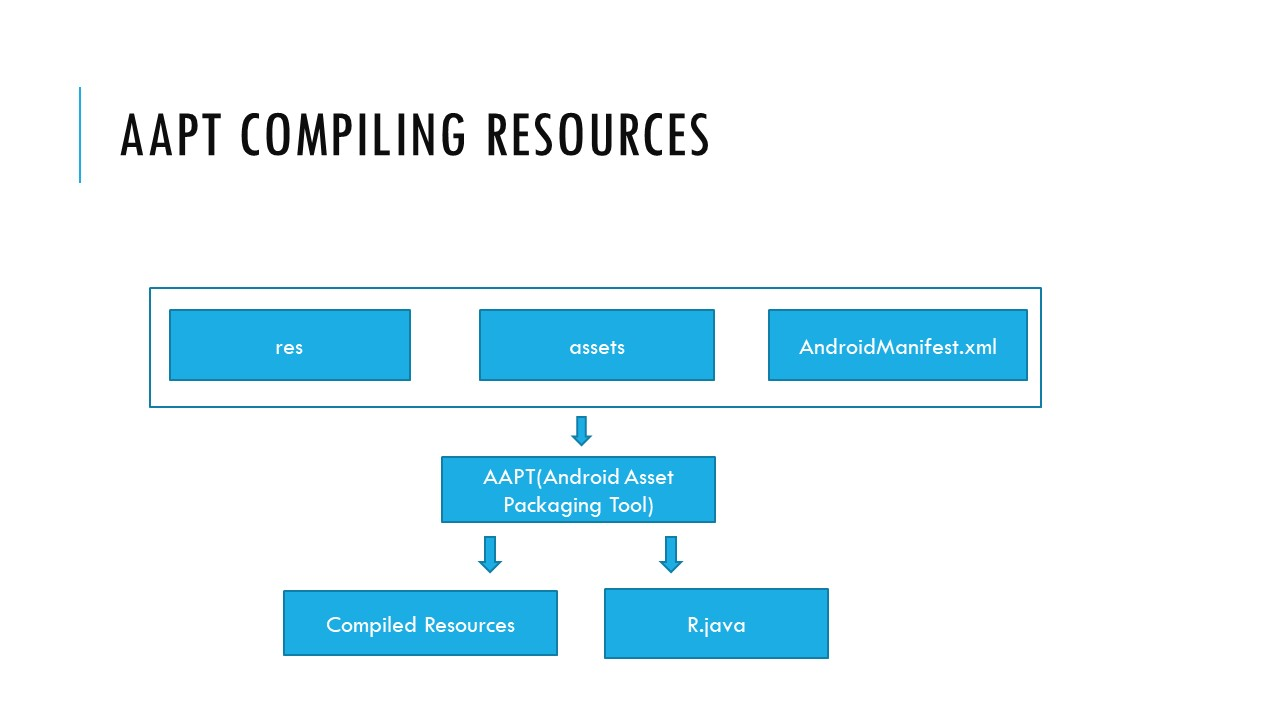 AAPT COMPILING RESOURCES
res
assets
AndroidManifest.xml
AAPT(Android Asset
Packaging Tool)
Compiled Resources
R.java